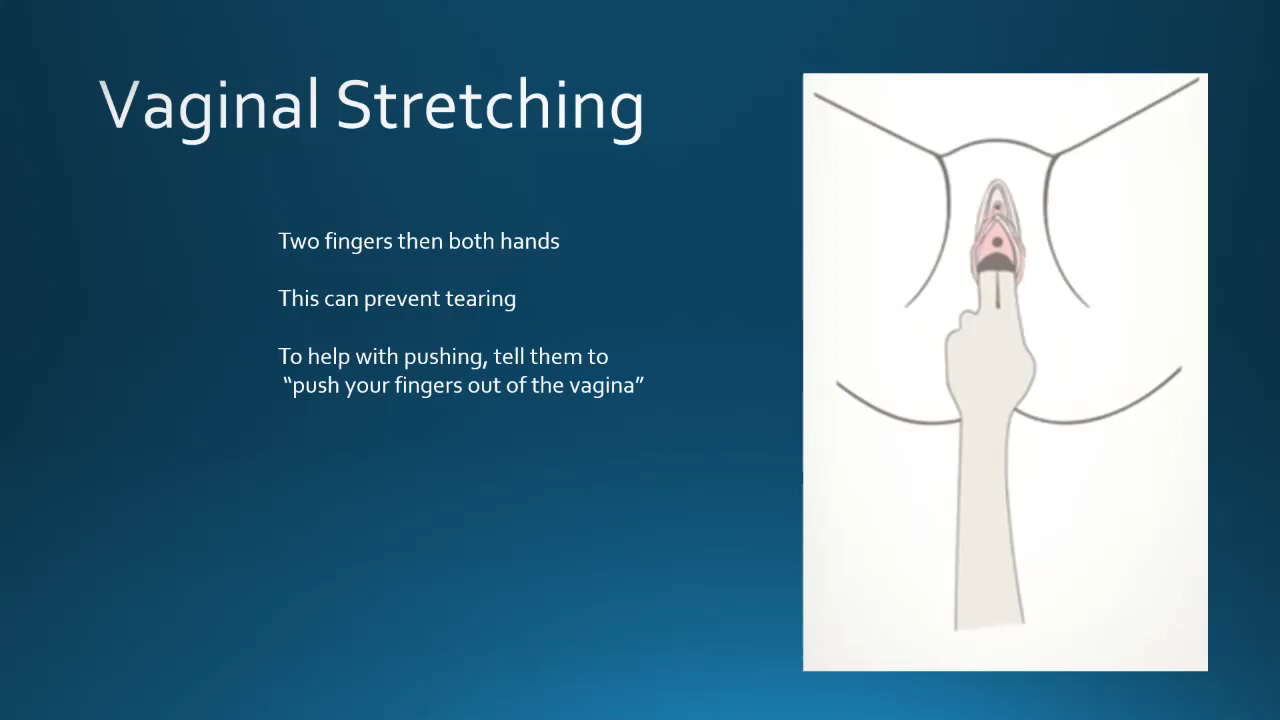 Vaginal Stretching
Two fingers then both hands
This can prevent tearing
To help with pushing, tell them to
“push your fingers out of the vagina”